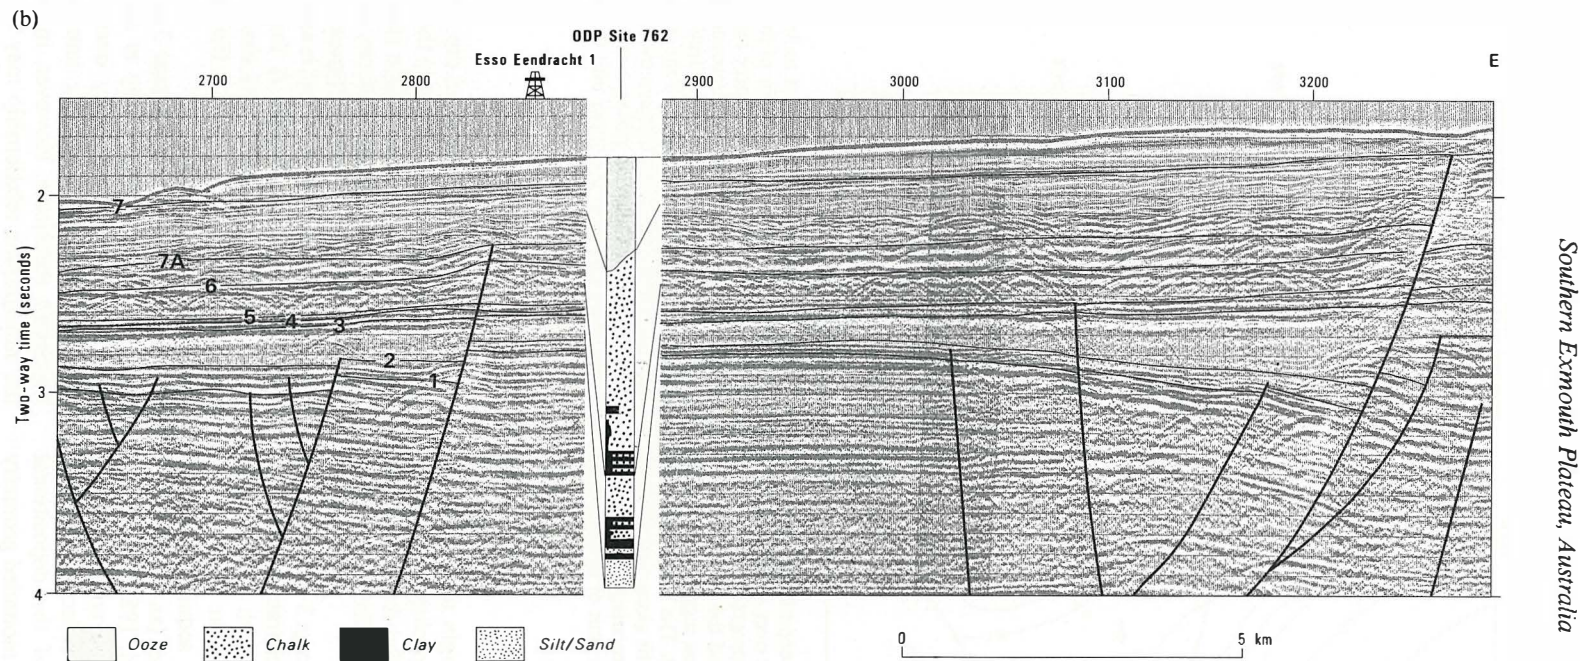 (b)
ODP Site 762
Esso Eendracht 1
2700
2800
2900
3000
3100
3200
E
Two-way time (seconds)
2
3
4
7
7A
6
5
4
3
2
1
Ooze
Chalk
Clay
Silt/Sand
0
5 km
Southern Exmouth Plateau, Australia